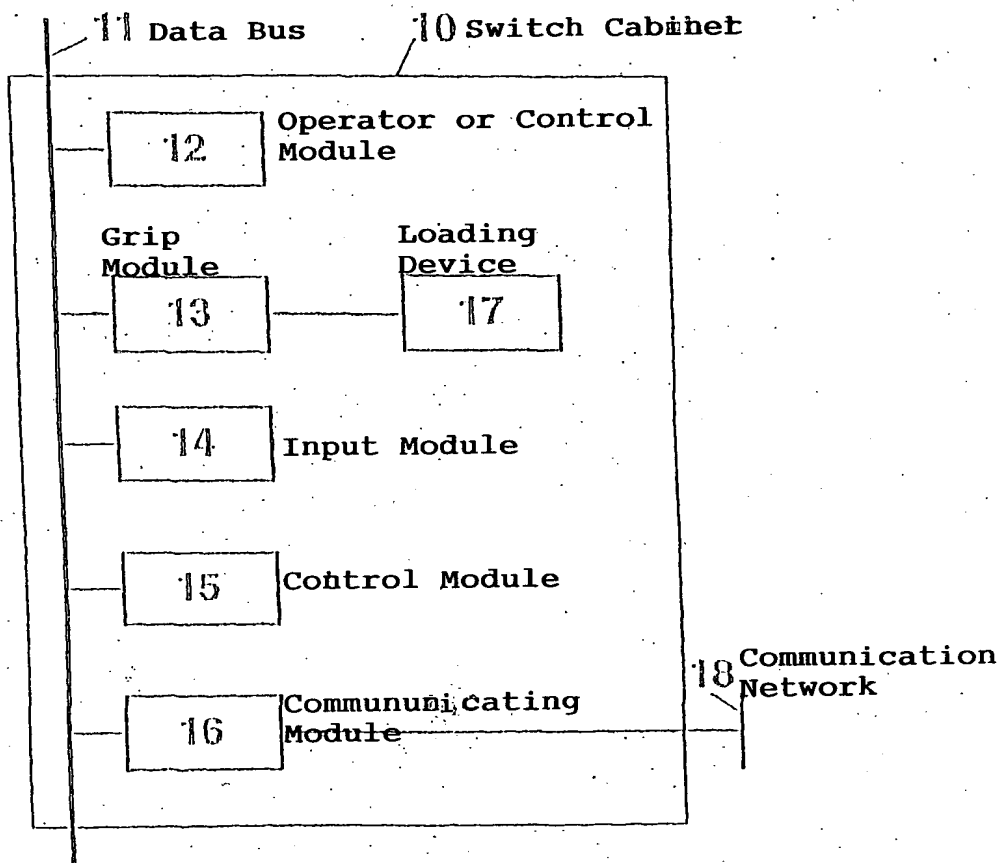 11 Data Bus
10 Switch Cabinet
12
Operator or Control
Module
Grip
Module
13
Loading
Device
17
14
Input Module
15
Control Module
16
Commununicating
Module
18
Communication
Network